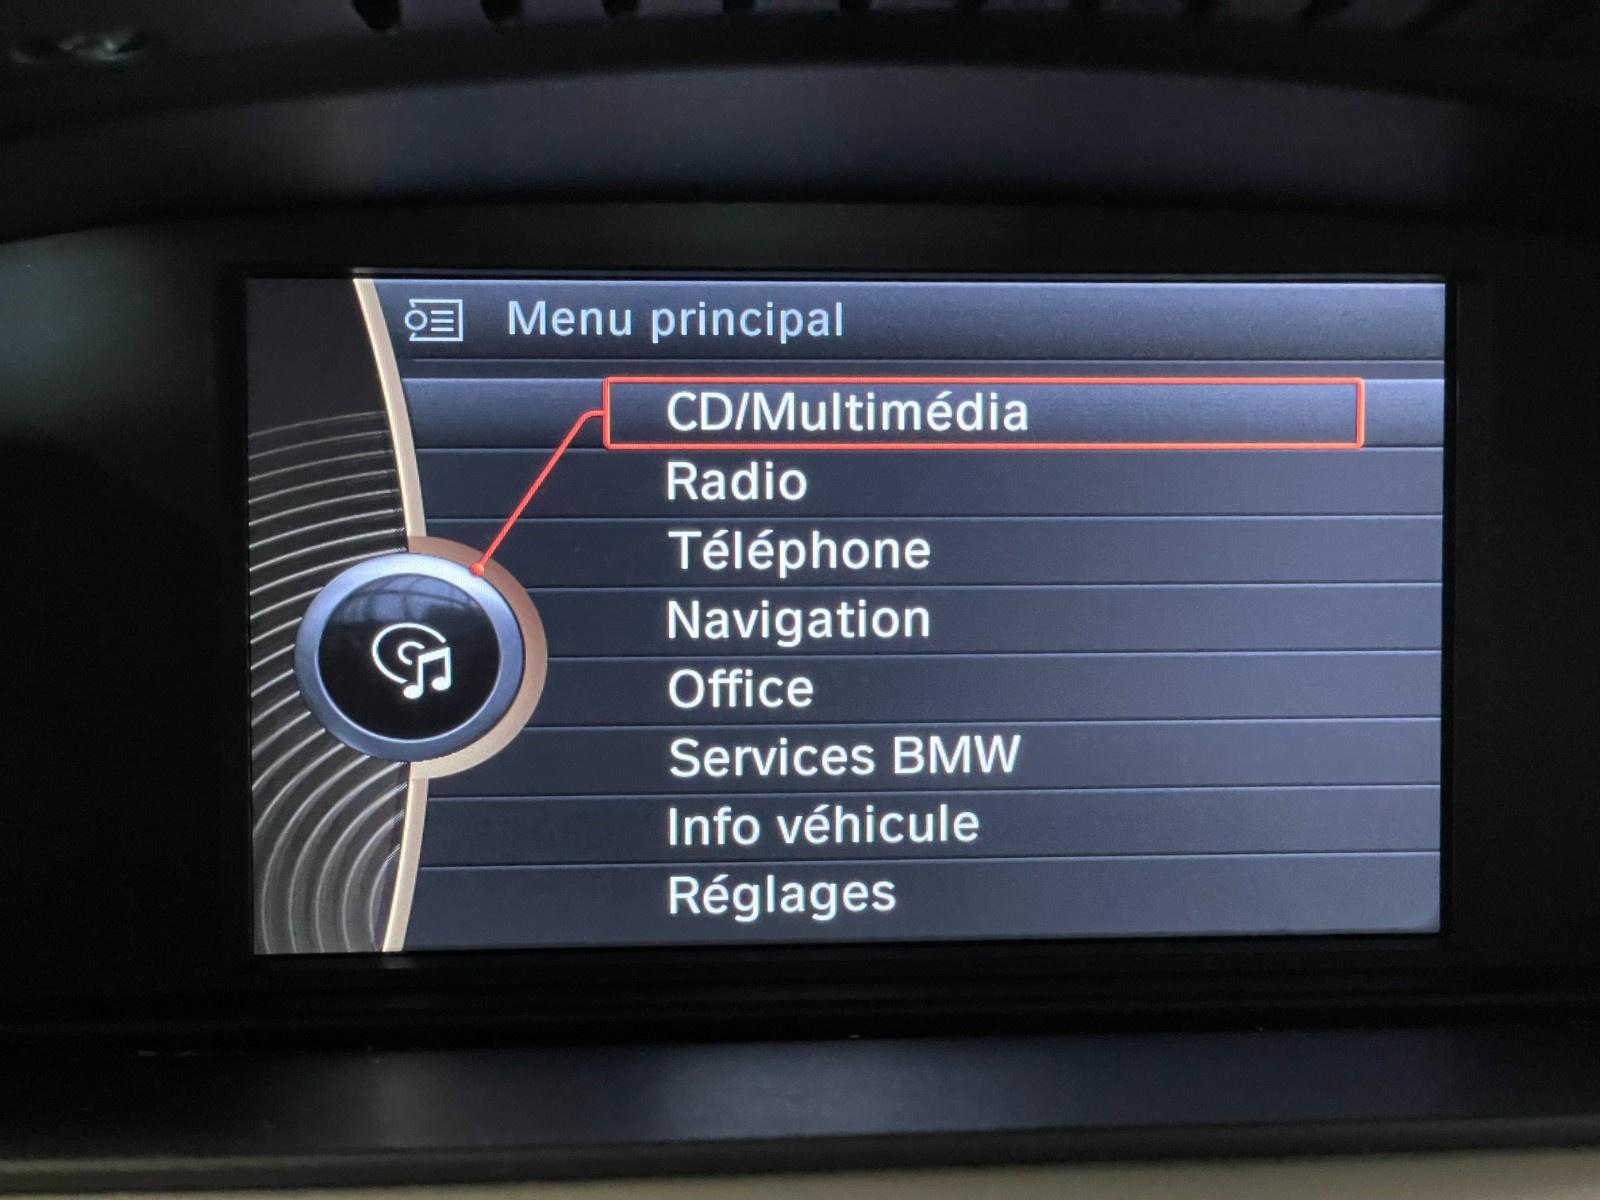 Menu principal
CD/Multimédia
Radio
Téléphone
Navigation
Office
Services BMW
Info véhicule
Réglages